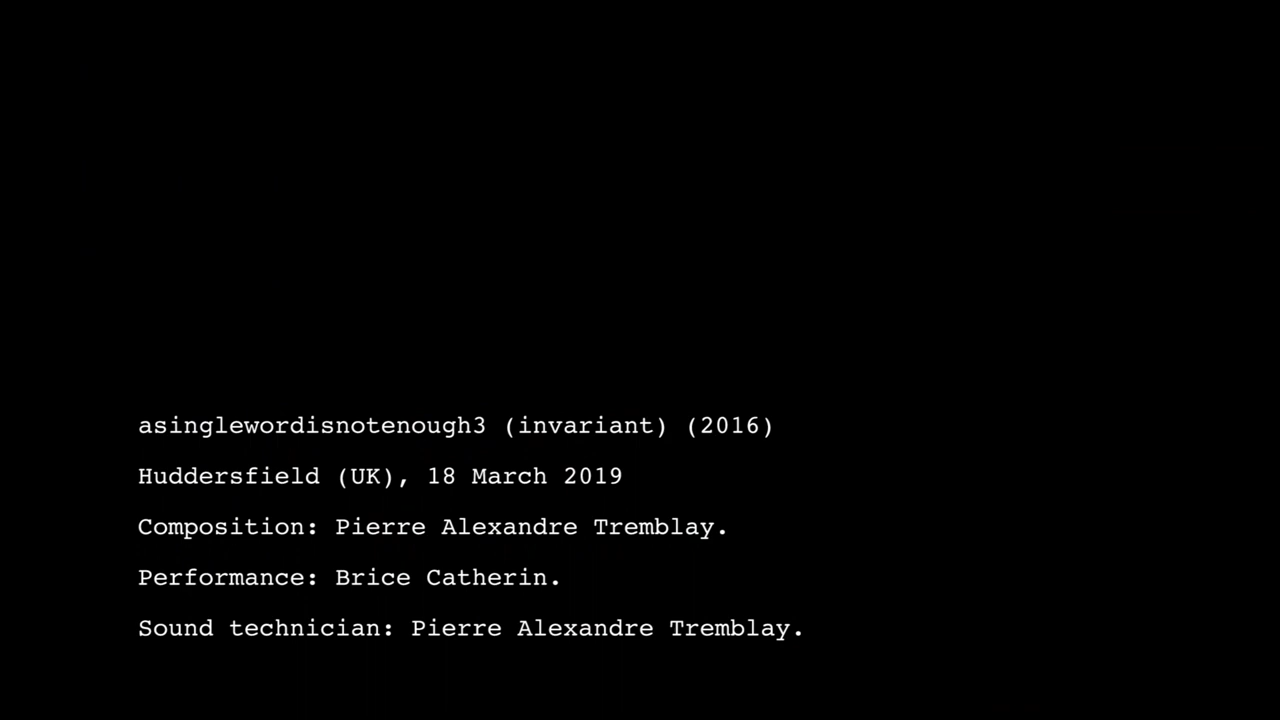 asinglewordisnotenough3 (invariant) (2016)
Huddersfield (UK), 18 March 2019
Composition: Pierre Alexandre Tremblay.
Performance: Brice Catherin.
Sound technician: Pierre Alexandre Tremblay.